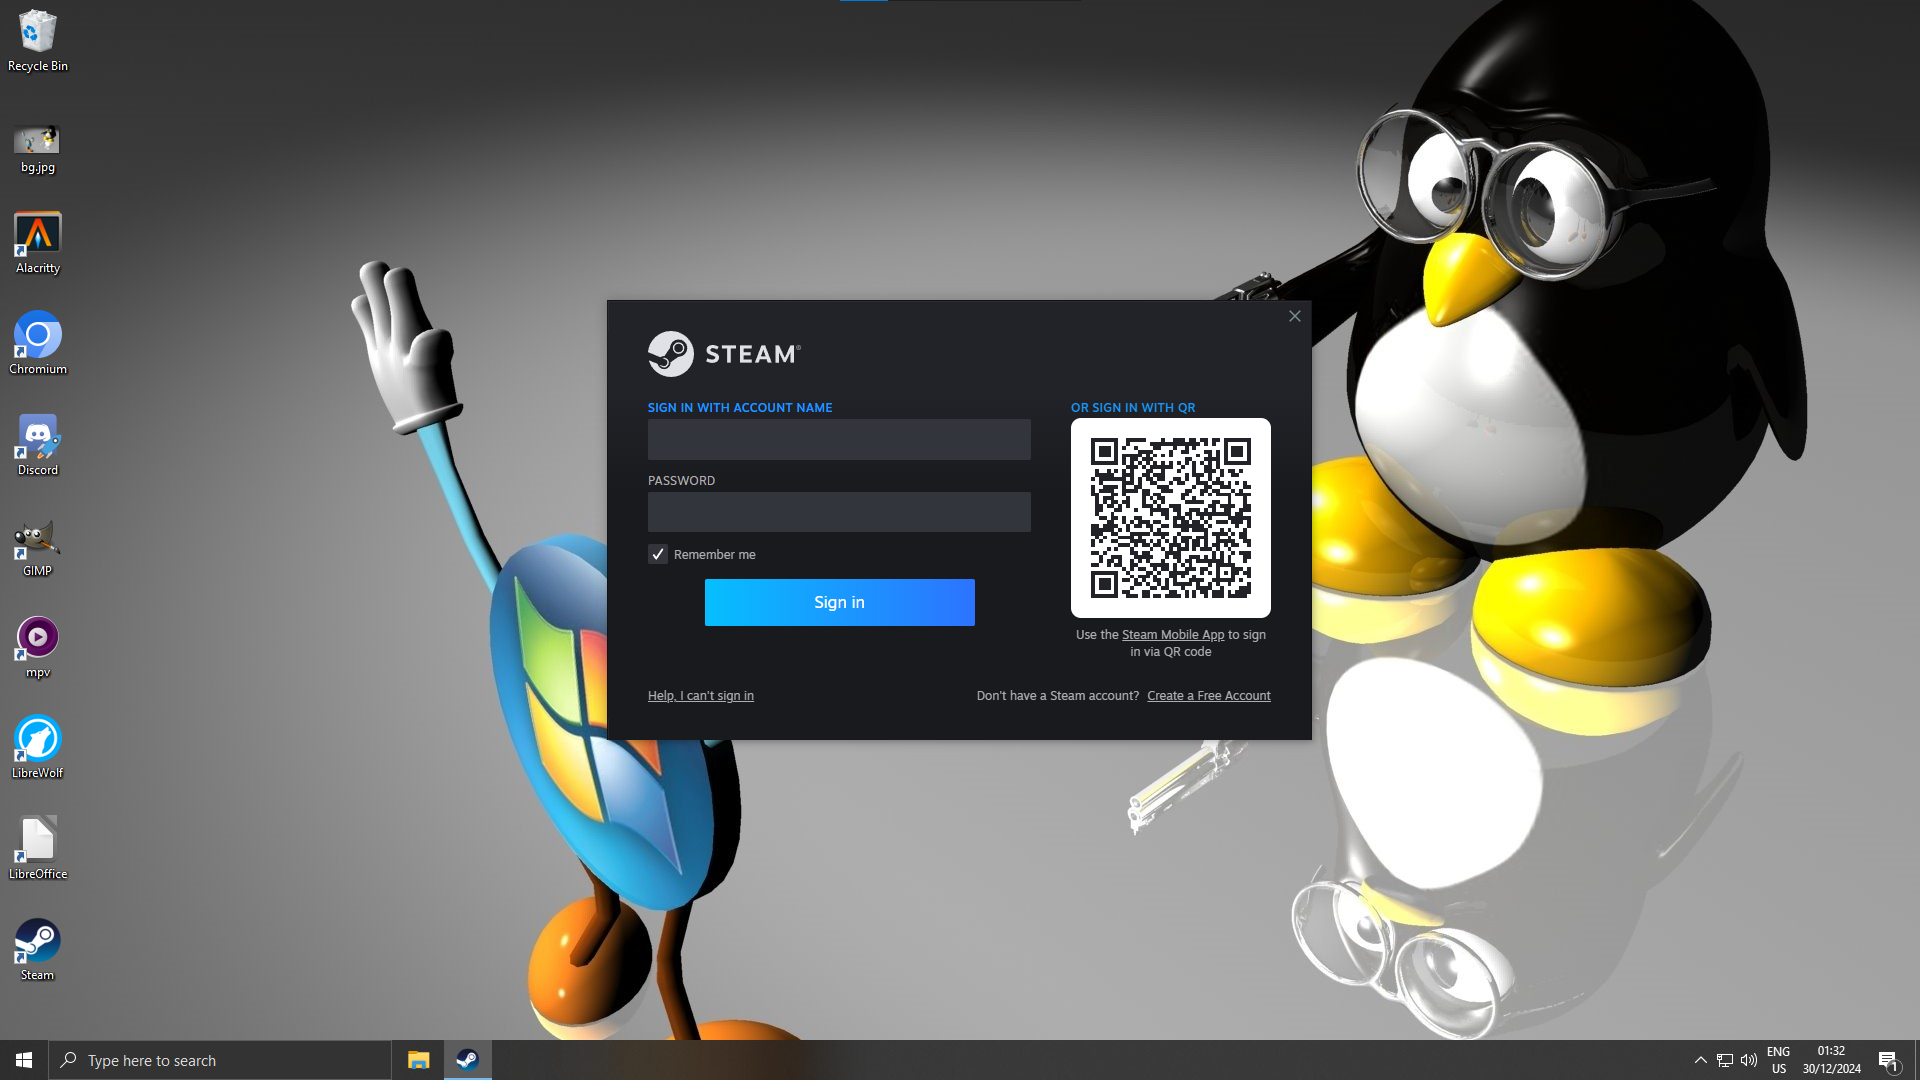 Recycle Bin
bg.jpg
Alacritty
Chromium
Discord
GIMP
mpv
LibreWolf
LibreOffice
Steam
STEAM®
SIGN IN WITH ACCOUNT NAME
PASSWORD
Remember me
Sign in
Help, I can't sign in
OR SIGN IN WITH QR
Use the Steam Mobile App to sign
in via QR code
Don't have a Steam account? Create a Free Account
Type here to search
ENG
US
01:32
30/12/2024
1